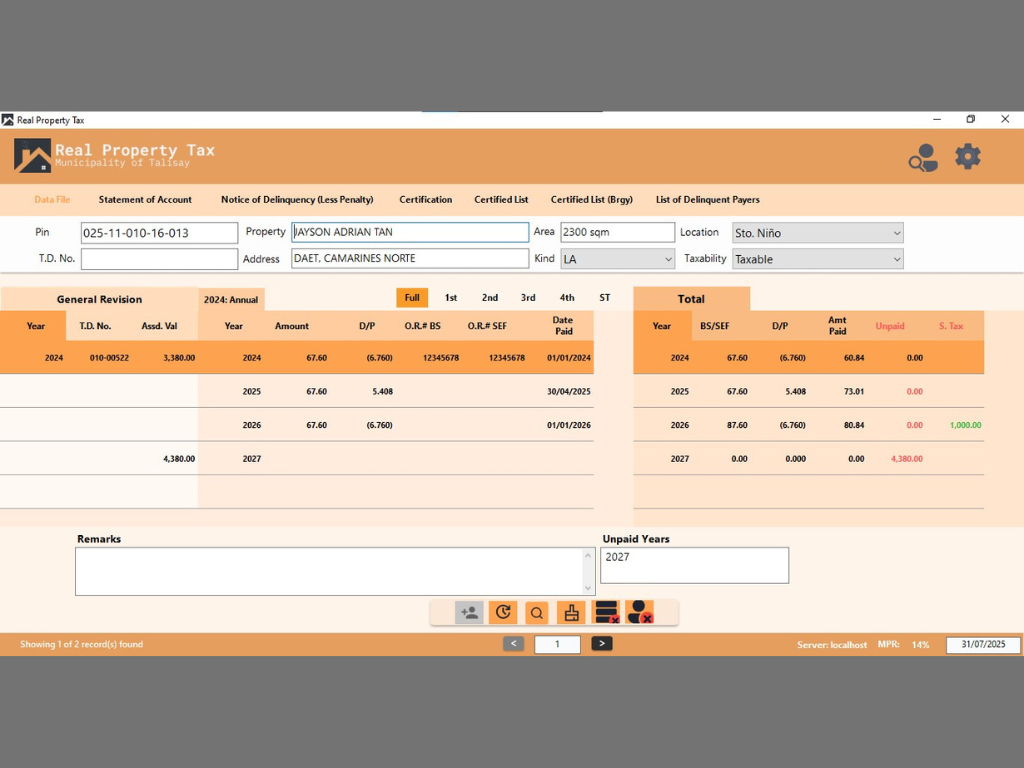 Real Property Tax
Real Property Tax
Municipality of Talisay
Data File Statement of Account Notice of Delinquency (Less Penalty) Certification Certified List Certified List (Brgy) List of Delinquent Payers
Pin 025-11-010-16-013 Property JAYSON ADRIAN TAN Area 2300 sqm Location Sto. Niño
T.D. No. Address DAET, CAMARINES NORTE Kind LA Taxability Taxable
General Revision 2024: Annual Full 1st 2nd 3rd 4th ST Total
Year T.D. No. Assd. Val Year Amount D/P O.R.# BS O.R.# SEF Date Paid Year BS/SEF D/P Amt Paid Unpaid S. Tax
2024 010-00522 3,380.00 2024 67.60 (6.760) 12345678 12345678 01/01/2024 2024 67.60 (6.760) 60.84 0.00
2025 67.60 5.408 30/04/2025 2025 67.60 5.408 73.01 0.00
2026 67.60 (6.760) 01/01/2026 2026 87.60 (6.760) 80.84 0.00 1,000.00
4,380.00 2027 2027 0.00 0.000 0.00 4,380.00
Remarks Unpaid Years
2027
Showing 1 of 2 record(s) found < 1 > Server: localhost MPR: 14% 31/07/2025